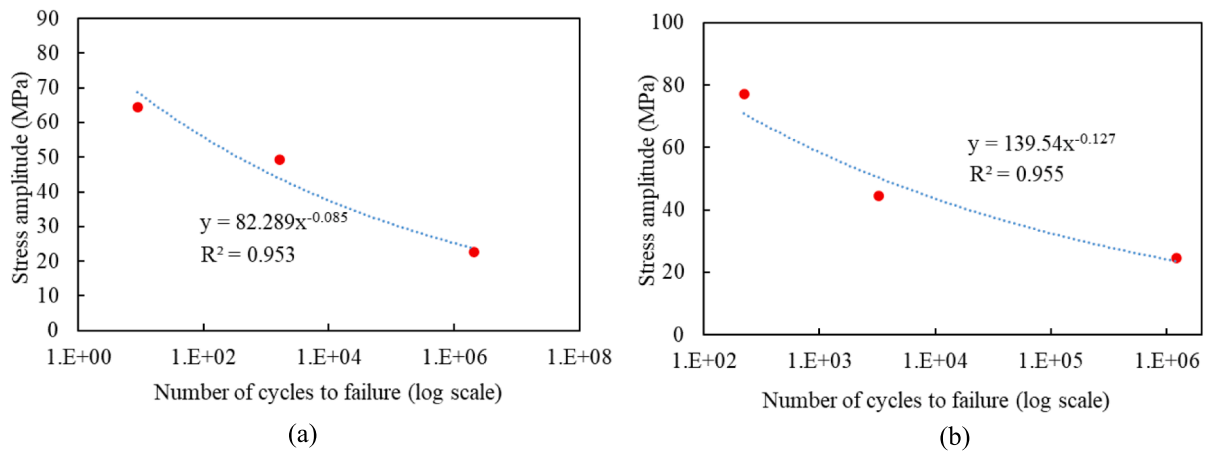 Stress amplitude (MPa)
90
80
70
60
50
40
30
20
10
0
y = 82.289x^-0.085
R² = 0.953
1.E+00 1.E+02 1.E+04 1.E+06 1.E+08
Number of cycles to failure (log scale)
(a)
Stress amplitude (MPa)
100
80
60
40
20
0
y = 139.54x^-0.127
R² = 0.955
1.E+02 1.E+03 1.E+04 1.E+05 1.E+06
Number of cycles to failure (log scale)
(b)